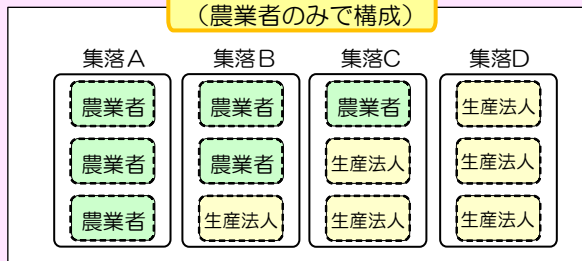 （農業者のみで構成）
集落A 集落B 集落C 集落D
農業者 農業者 農業者 生産法人
農業者 農業者 生産法人 生産法人
農業者 生産法人 生産法人 生産法人